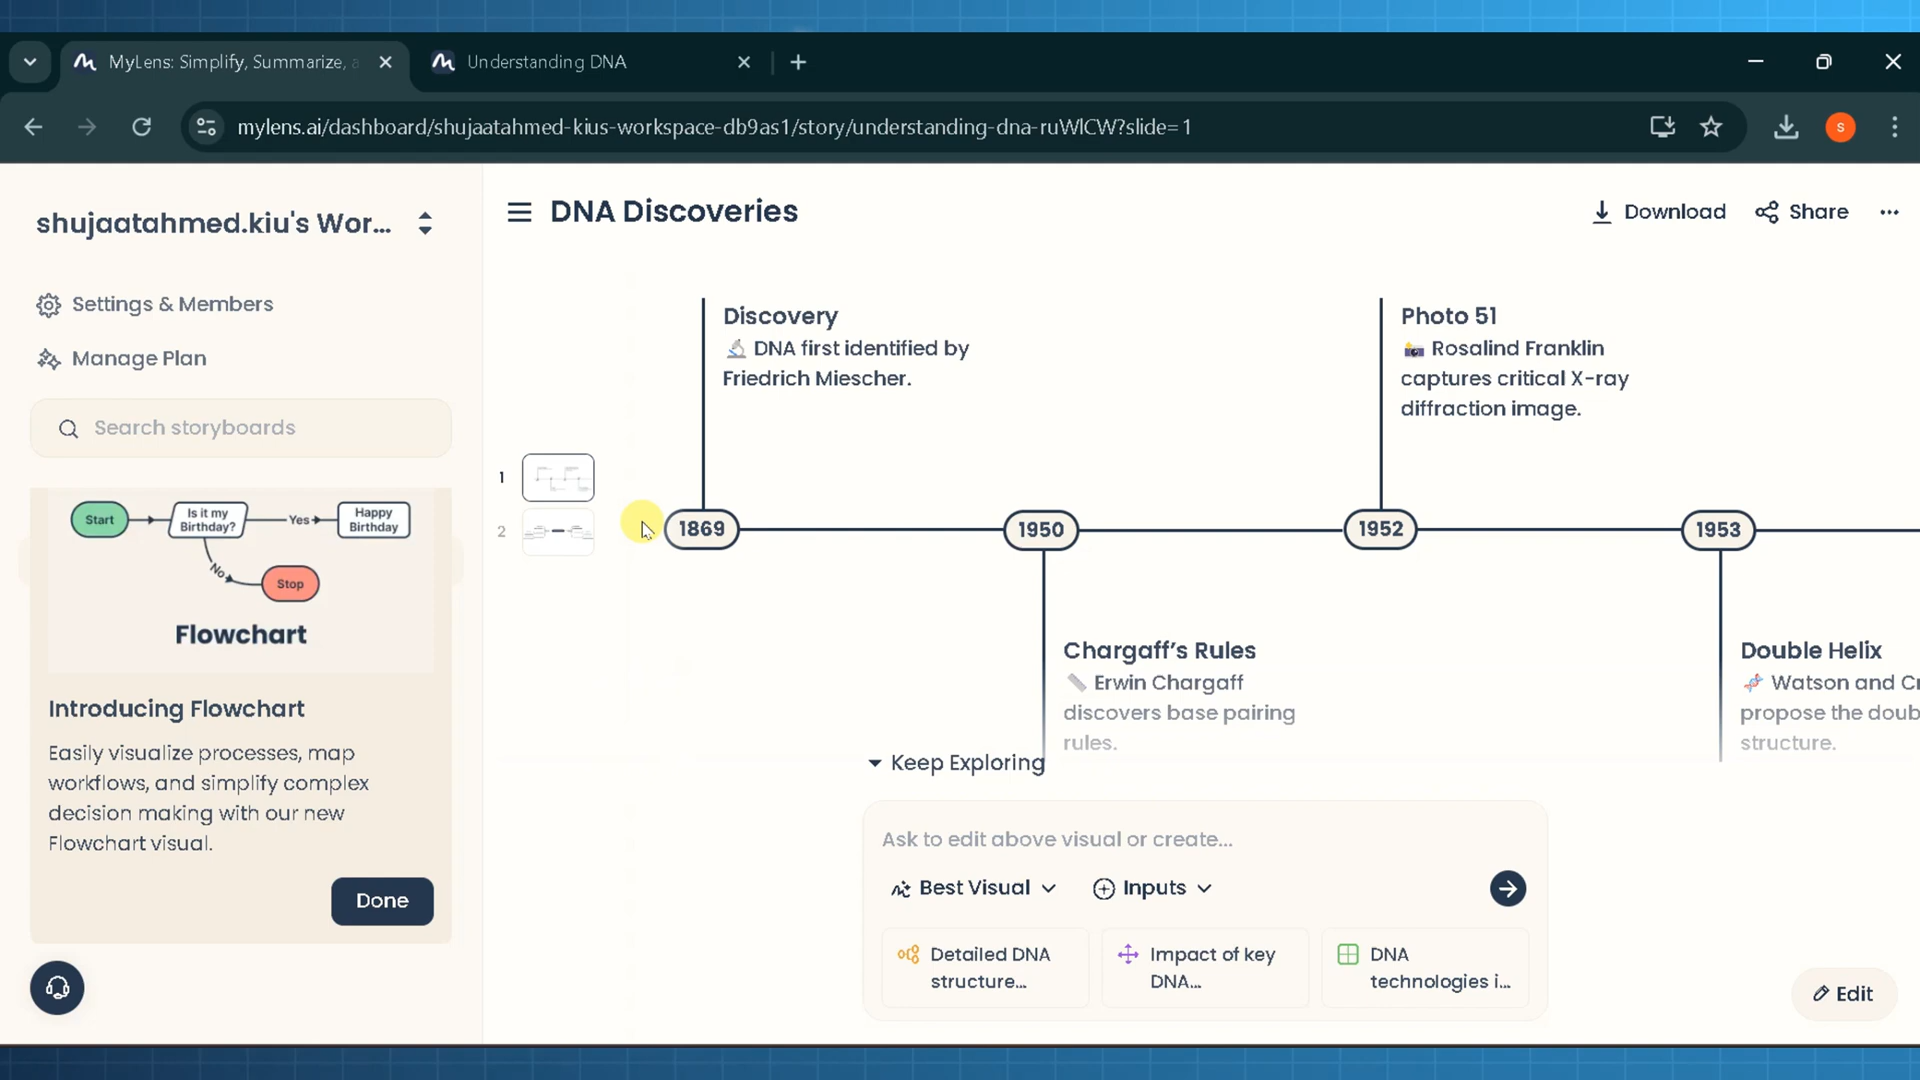 MyLens: Simplify, Summarize, a
Understanding DNA
mylens.ai/dashboard/shujaatahmed-kius-workspace-db9as1/story/understanding-dna-ruWlCW?slide=1
S
shujaatahmed.kiu's Wor...
DNA Discoveries
Download
Share
Settings & Members
Manage Plan
Search storyboards
Start
Is it my
Birthday?
Yes
Happy
Birthday
No
Stop
Flowchart
Introducing Flowchart
Easily visualize processes, map
workflows, and simplify complex
decision making with our new
Flowchart visual.
Done
1
2
Discovery
DNA first identified by
Friedrich Miescher.
Photo 51
Rosalind Franklin
captures critical X-ray
diffraction image.
1869
1950
1952
1953
Chargaff's Rules
Erwin Chargaff
discovers base pairing
rules.
Double Helix
Watson and Cr
propose the doub
structure.
Keep Exploring
Ask to edit above visual or create...
Best Visual
Inputs
Detailed DNA
structure...
Impact of key
DNA...
DNA
technologies i...
Edit